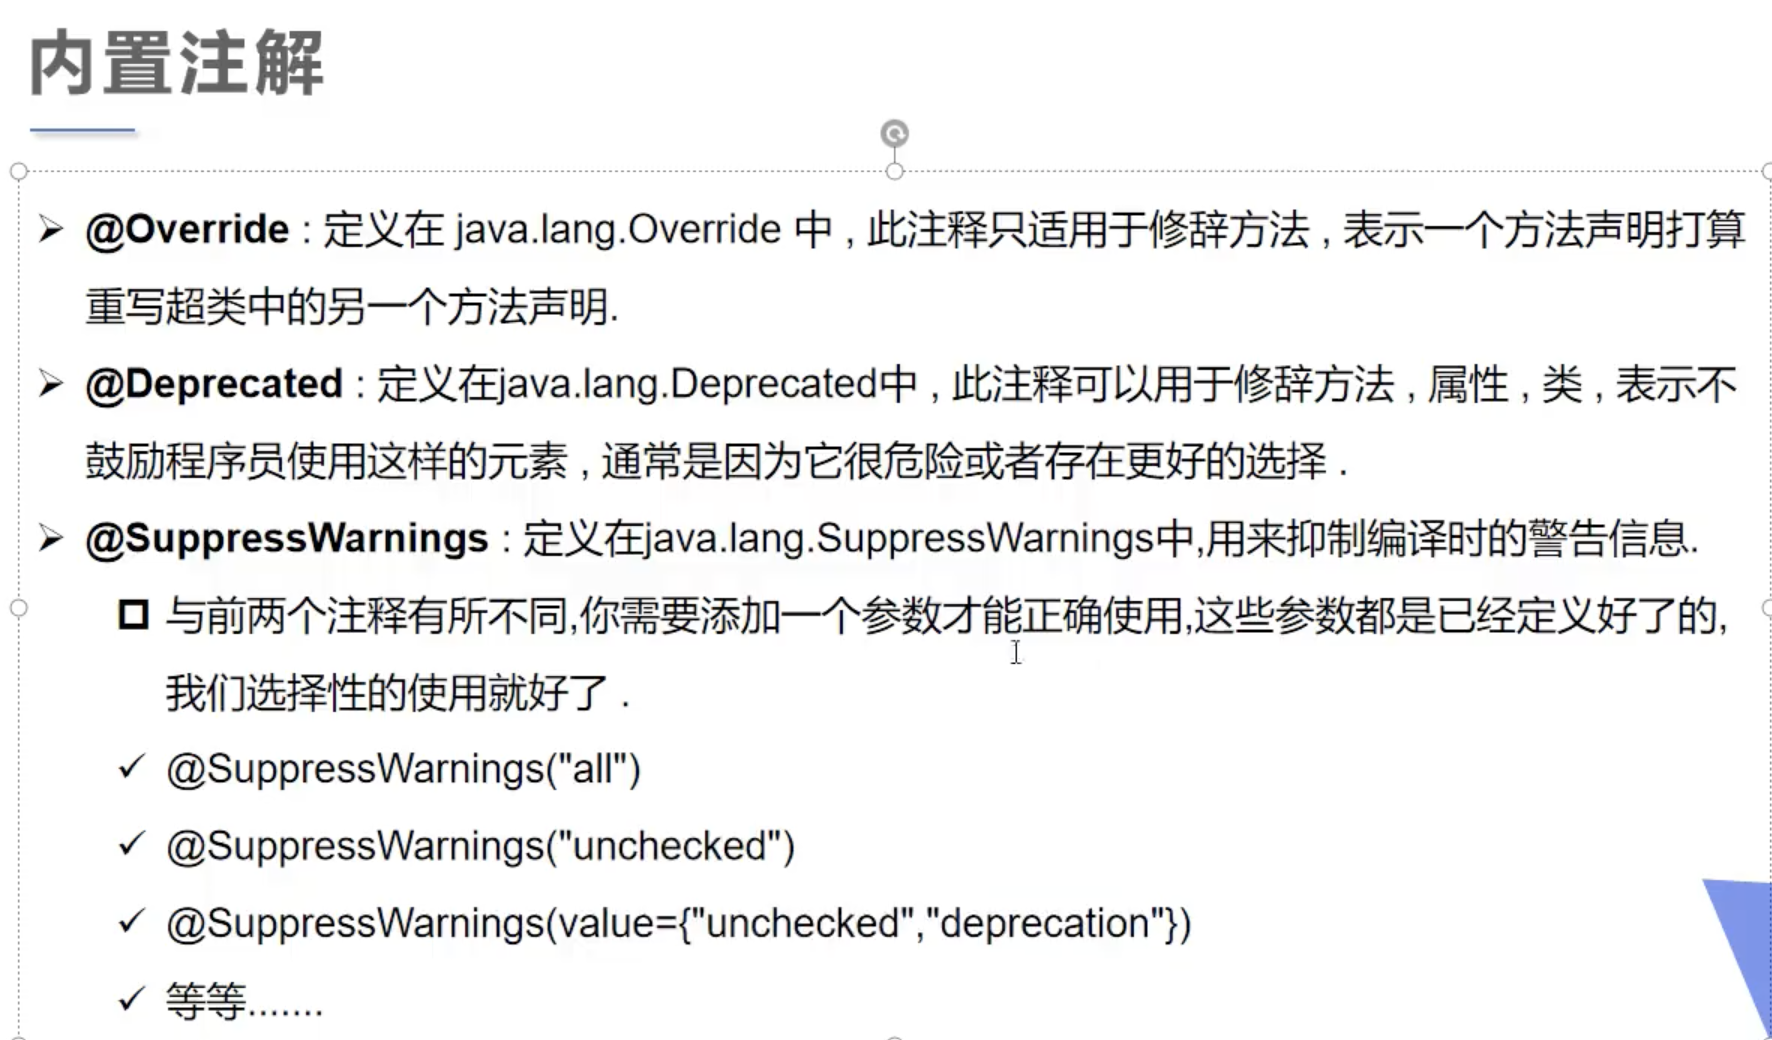 内置注解
@Override : 定义在 java.lang.Override 中 , 此注释只适用于修辞方法 , 表示一个方法声明打算
重写超类中的另一个方法声明.
@Deprecated : 定义在java.lang.Deprecated中 , 此注释可以用于修辞方法 , 属性 , 类 , 表示不
鼓励程序员使用这样的元素 , 通常是因为它很危险或者存在更好的选择 .
@SuppressWarnings : 定义在java.lang.SuppressWarnings中,用来抑制编译时的警告信息.
与前两个注释有所不同,你需要添加一个参数才能正确使用,这些参数都是已经定义好了的,
我们选择性的使用就好了 .
@SuppressWarnings("all")
@SuppressWarnings("unchecked")
@SuppressWarnings(value={"unchecked","deprecation"})
等等.......